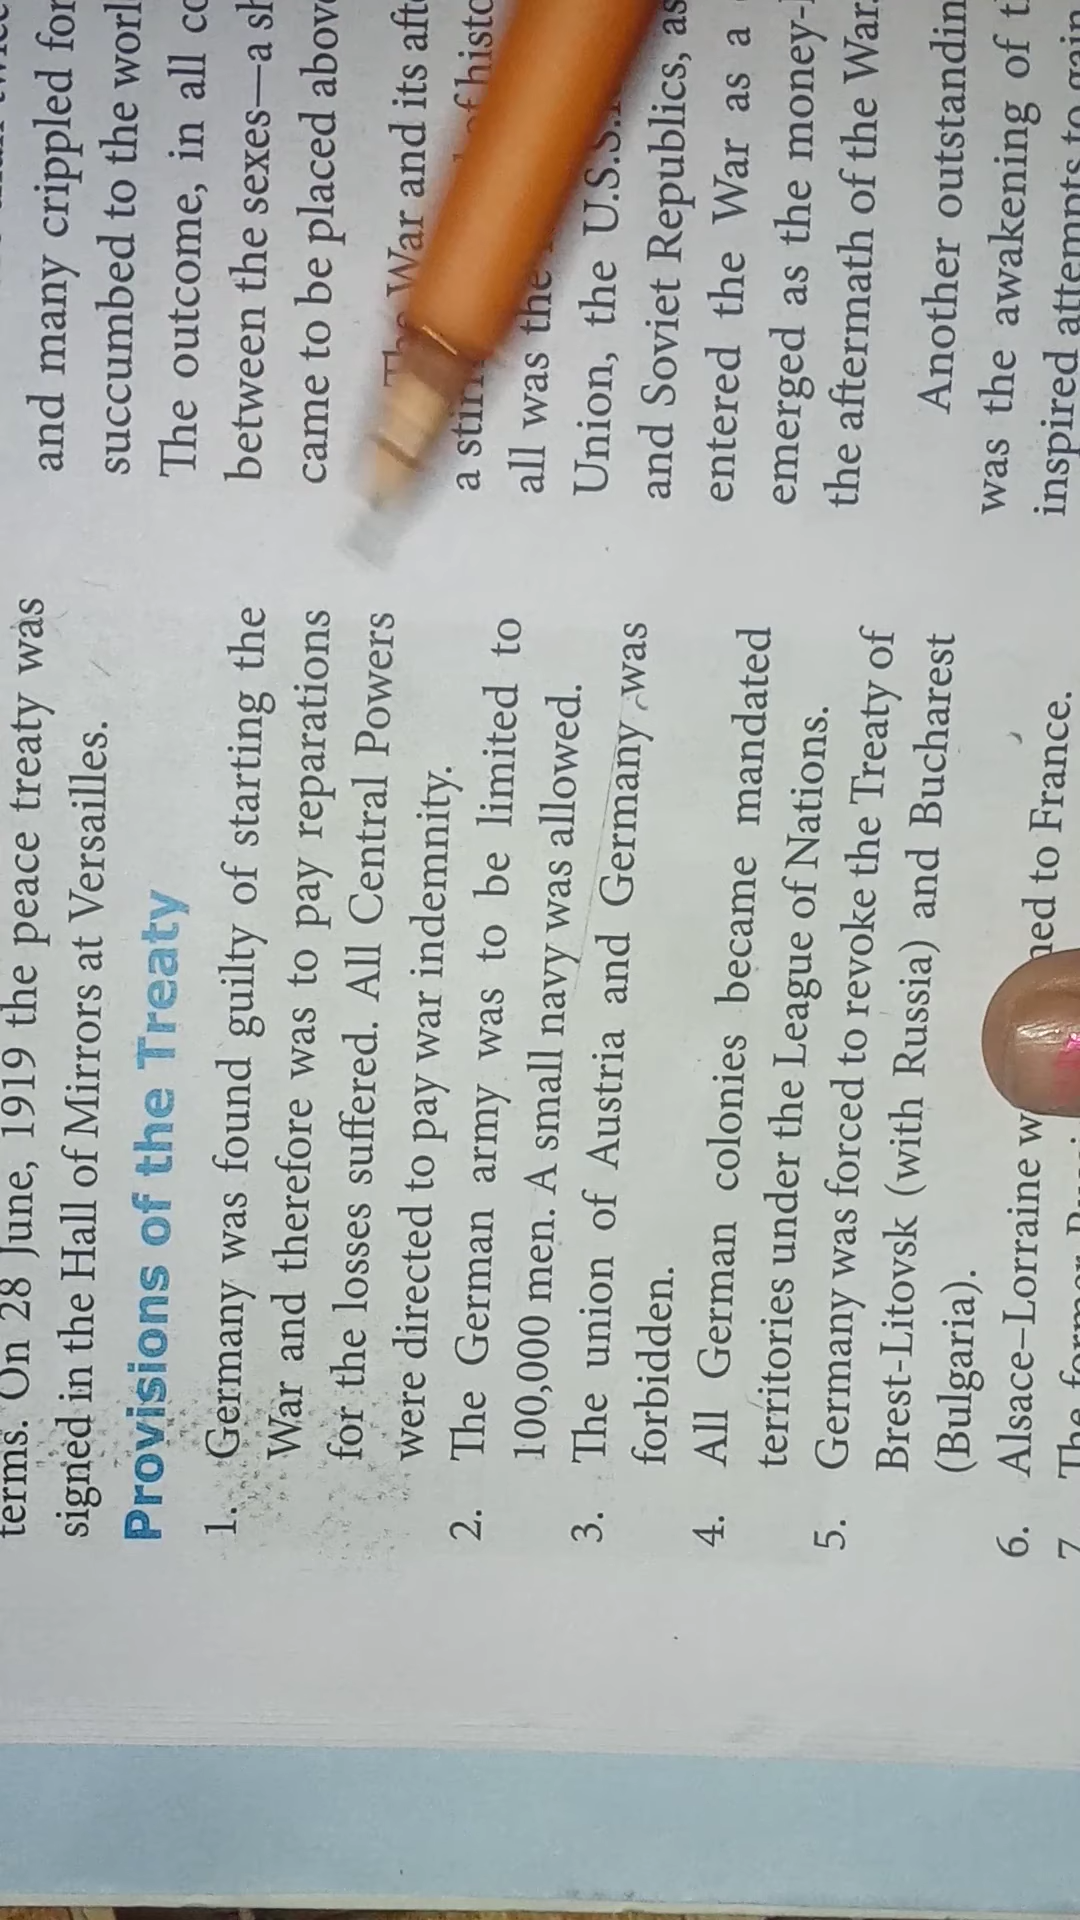 terms. On 28 June, 1919 the peace treaty was
signed in the Hall of Mirrors at Versailles.
Provisions of the Treaty
1. Germany was found guilty of starting the
War and therefore was to pay reparations
for the losses suffered. All Central Powers
were directed to pay war indemnity.
2. The German army was to be limited to
100,000 men. A small navy was allowed.
3. The union of Austria and Germany was
forbidden.
4. All German colonies became mandated
territories under the League of Nations.
5. Germany was forced to revoke the Treaty of
Brest-Litovsk (with Russia) and Bucharest
(Bulgaria).
6. Alsace–Lorraine to France.
7. The former
and many crippled for
succumbed to the
The outcome, in all
between the sexes—a
came to be placed
The War and its
a
all was the
Union, the
and Soviet Republics, as
entered the War as a
emerged as the
the aftermath of the War.
Another
was the awakening of
inspired attempts to gain